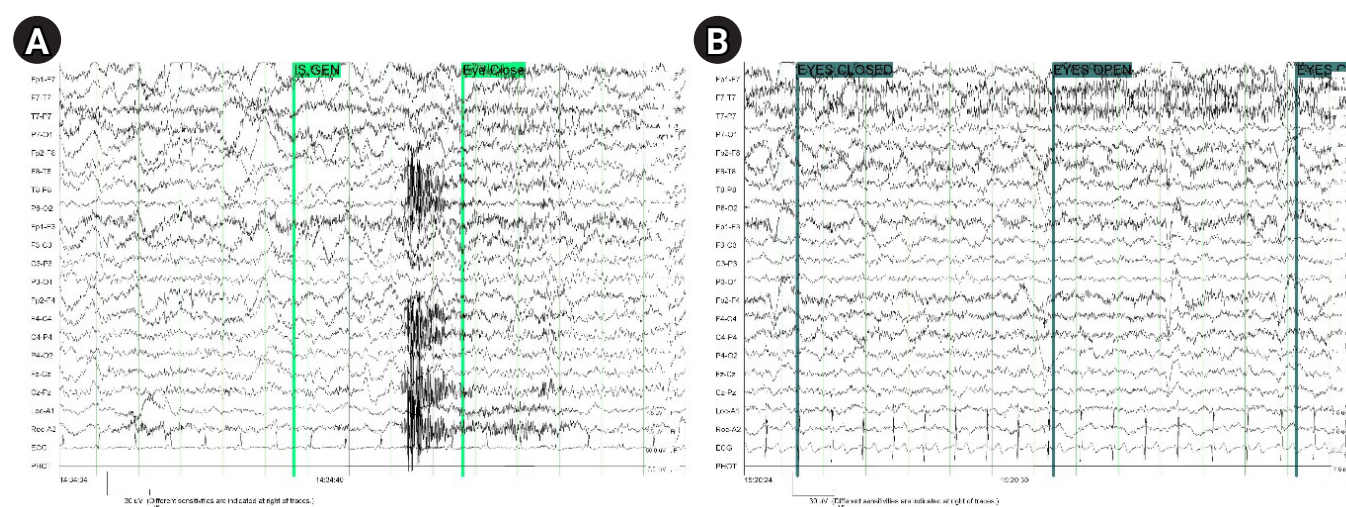 A
IS GEN
Eye/Close
Fp1-F7
F7-T7
T7-P7
P7-O1
Fp2-F8
F8-T8
T8-P8
P8-O2
Fp1-F3
F3-C3
C3-P3
P3-O1
Fp2-F4
F4-C4
C4-P4
P4-O2
Fz-Cz
Cz-Pz
Loc-A1
Roc-A2
ECG
PHOT
14:34:40
(Different sensitivities are indicated at right of traces.)
B
EYES CLOSED
EYES OPEN
EYES C
Fp1-F7
F7-T7
T7-P7
P7-O1
Fp2-F8
F8-T8
T8-P8
P8-O2
Fp1-F3
F3-C3
C3-P3
P3-O1
Fp2-F4
F4-C4
C4-P4
P4-O2
Fz-Cz
Cz-Pz
Loc-A1
Roc-A2
ECG
PHOT
15:20:24
15:20:30
30 uV (Different sensitivities are indicated at right of traces.)